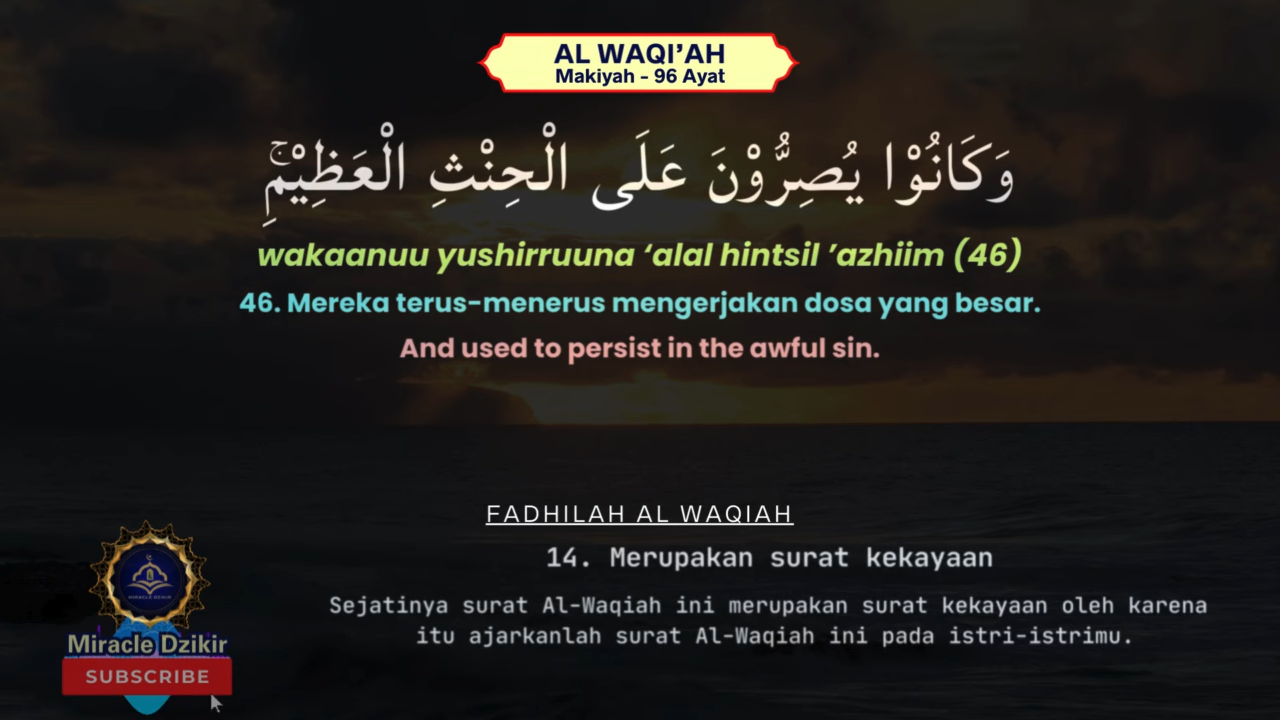 AL WAQI’AH
Makiyah - 96 Ayat
وَكَانُوْا يُصِرُّوْنَ عَلَى الْحِنْثِ الْعَظِيْمِۚ
wakaanuu yushirruuna ‘alal hintsil ’azhiim (46)
46. Mereka terus-menerus mengerjakan dosa yang besar.
And used to persist in the awful sin.
FADHILAH AL WAQIAH
14. Merupakan surat kekayaan
Sejatinya surat Al-Waqiah ini merupakan surat kekayaan oleh karena
itu ajarkanlah surat Al-Waqiah ini pada istri-istrimu.
MIRACLE DZIKIR
Miracle Dzikir
SUBSCRIBE